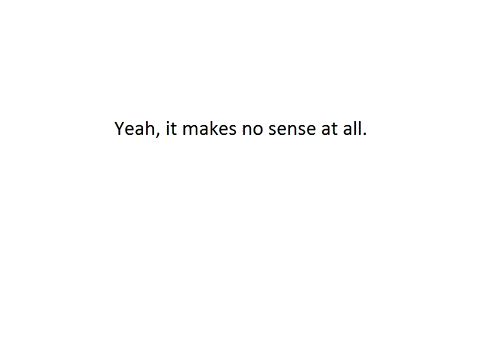 Yeah, it makes no sense at all.